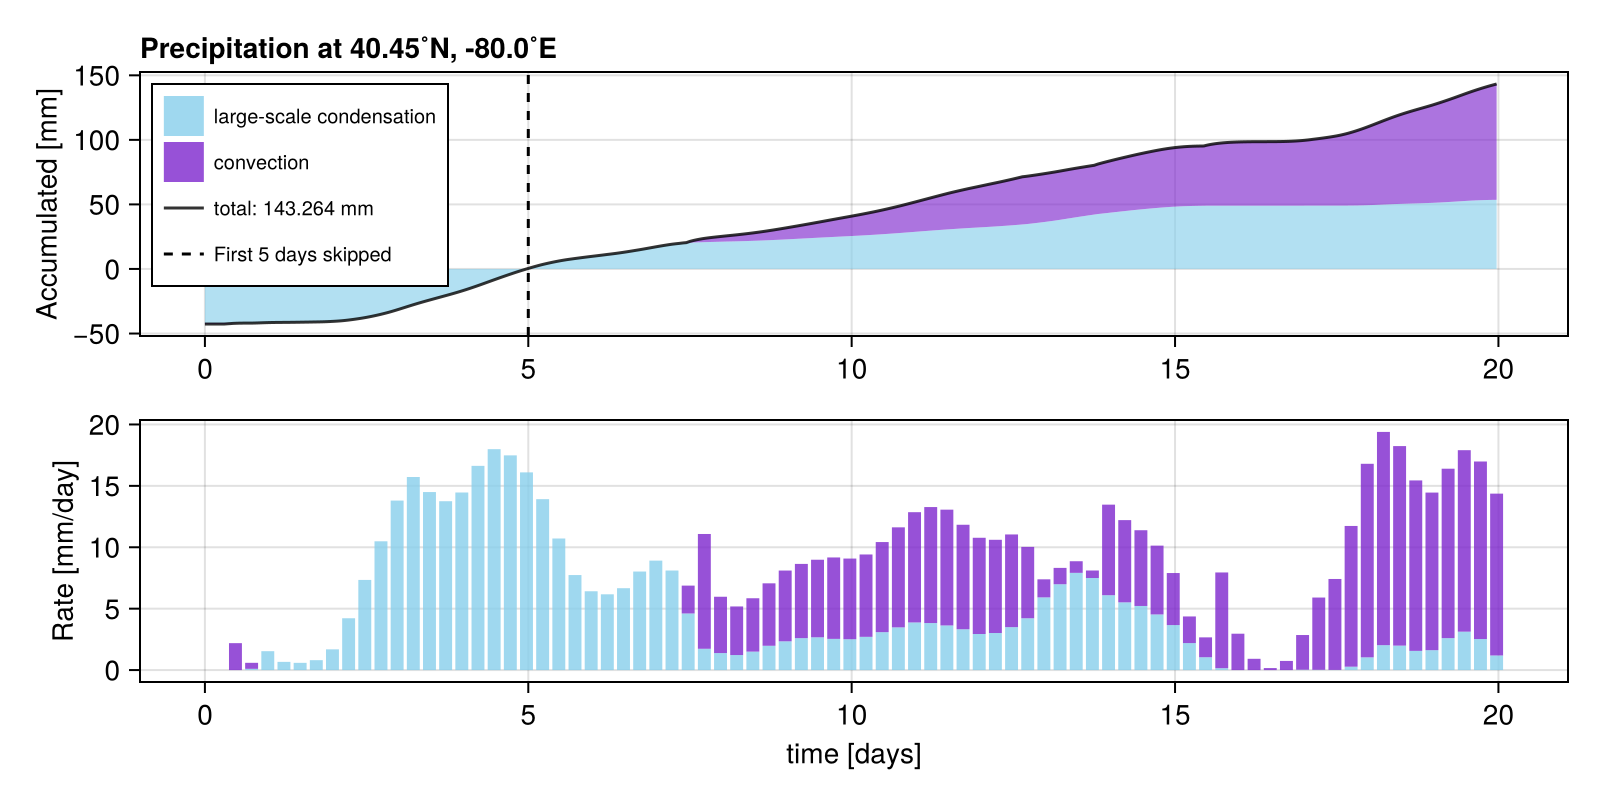 Precipitation at 40.45˚N, -80.0˚E
Accumulated [mm]
150
100
50
0
−50
large-scale condensation
convection
total: 143.264 mm
First 5 days skipped
0 5 10 15 20
Rate [mm/day]
20
15
10
5
0
0 5 10 15 20
time [days]